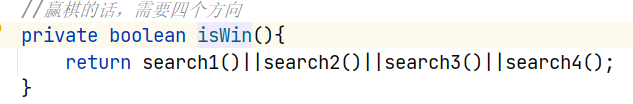 //赢棋的话，需要四个方向
private boolean isWin(){
    return search1()||search2()||search3()||search4();
}